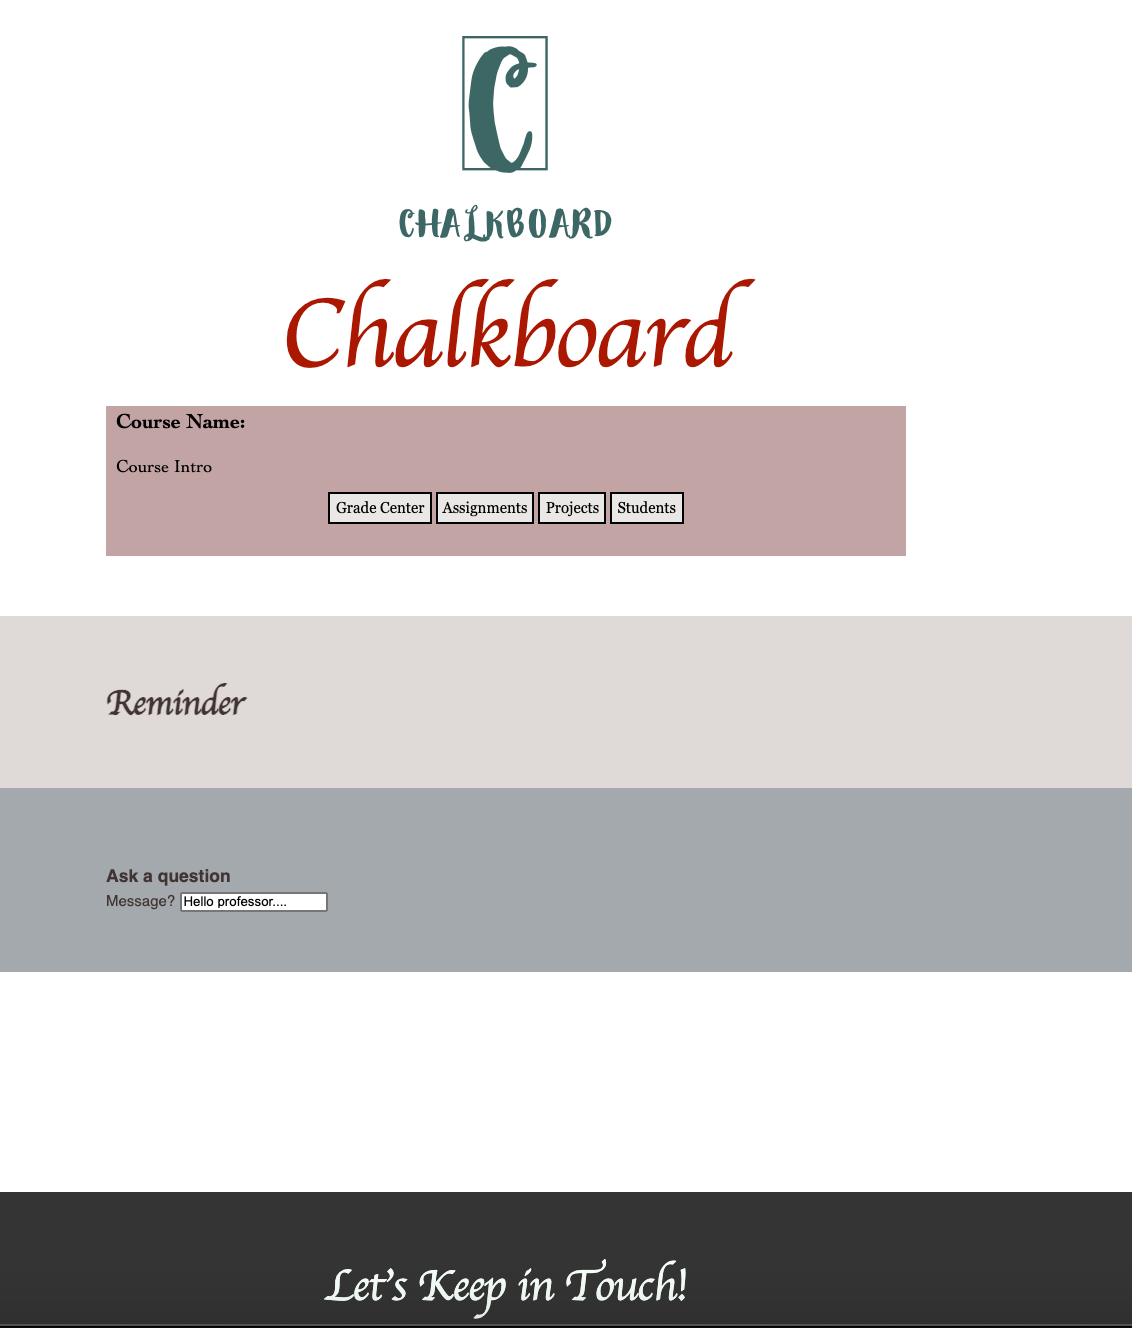 C
CHALKBOARD
Chalkboard
Course Name:
Course Intro
Grade Center Assignments Projects Students
Reminder
Ask a question
Message? Hello professor....
Let's Keep in Touch!